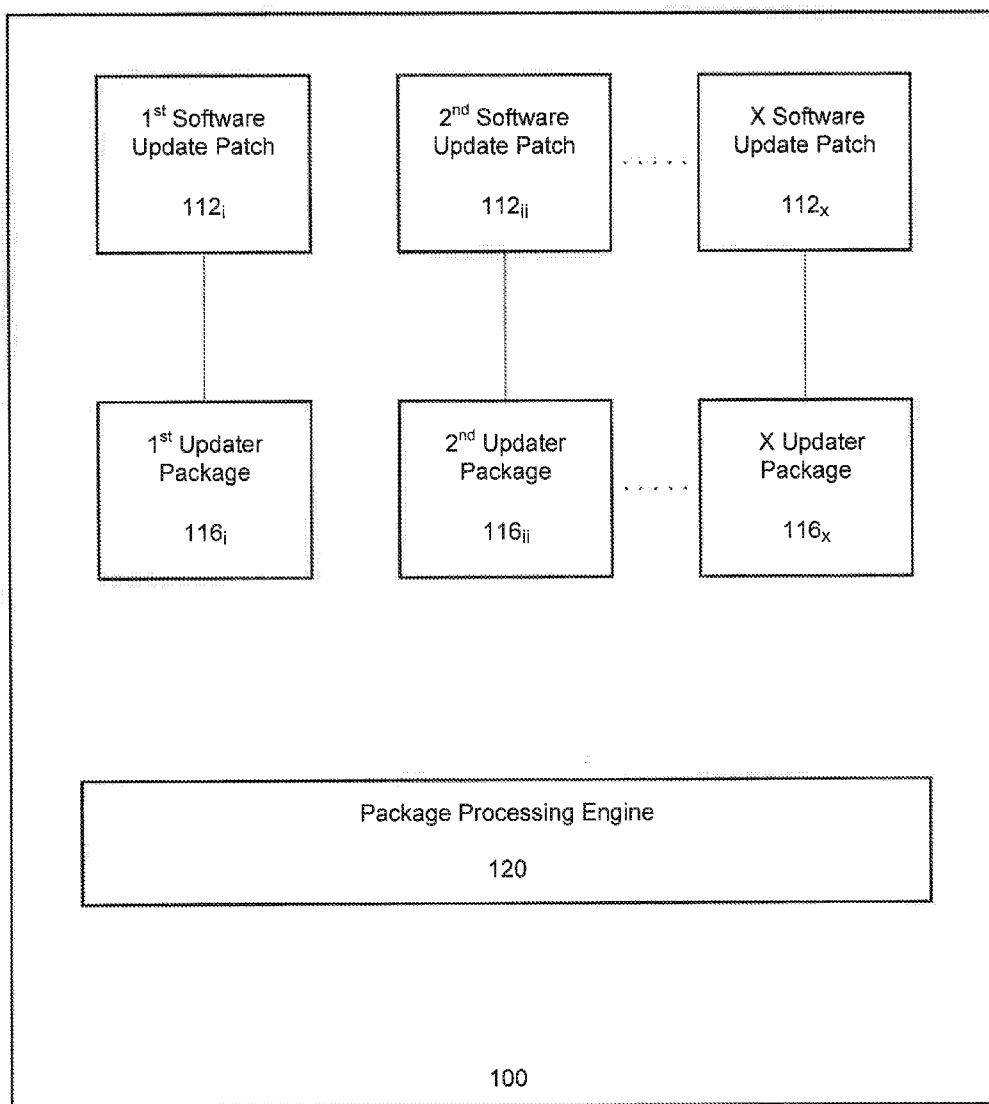 1st Software
Update Patch
112i
2nd Software
Update Patch
112ii
X Software
Update Patch
112x
1st Updater
Package
116i
2nd Updater
Package
116ii
X Updater
Package
116x
Package Processing Engine
120
100